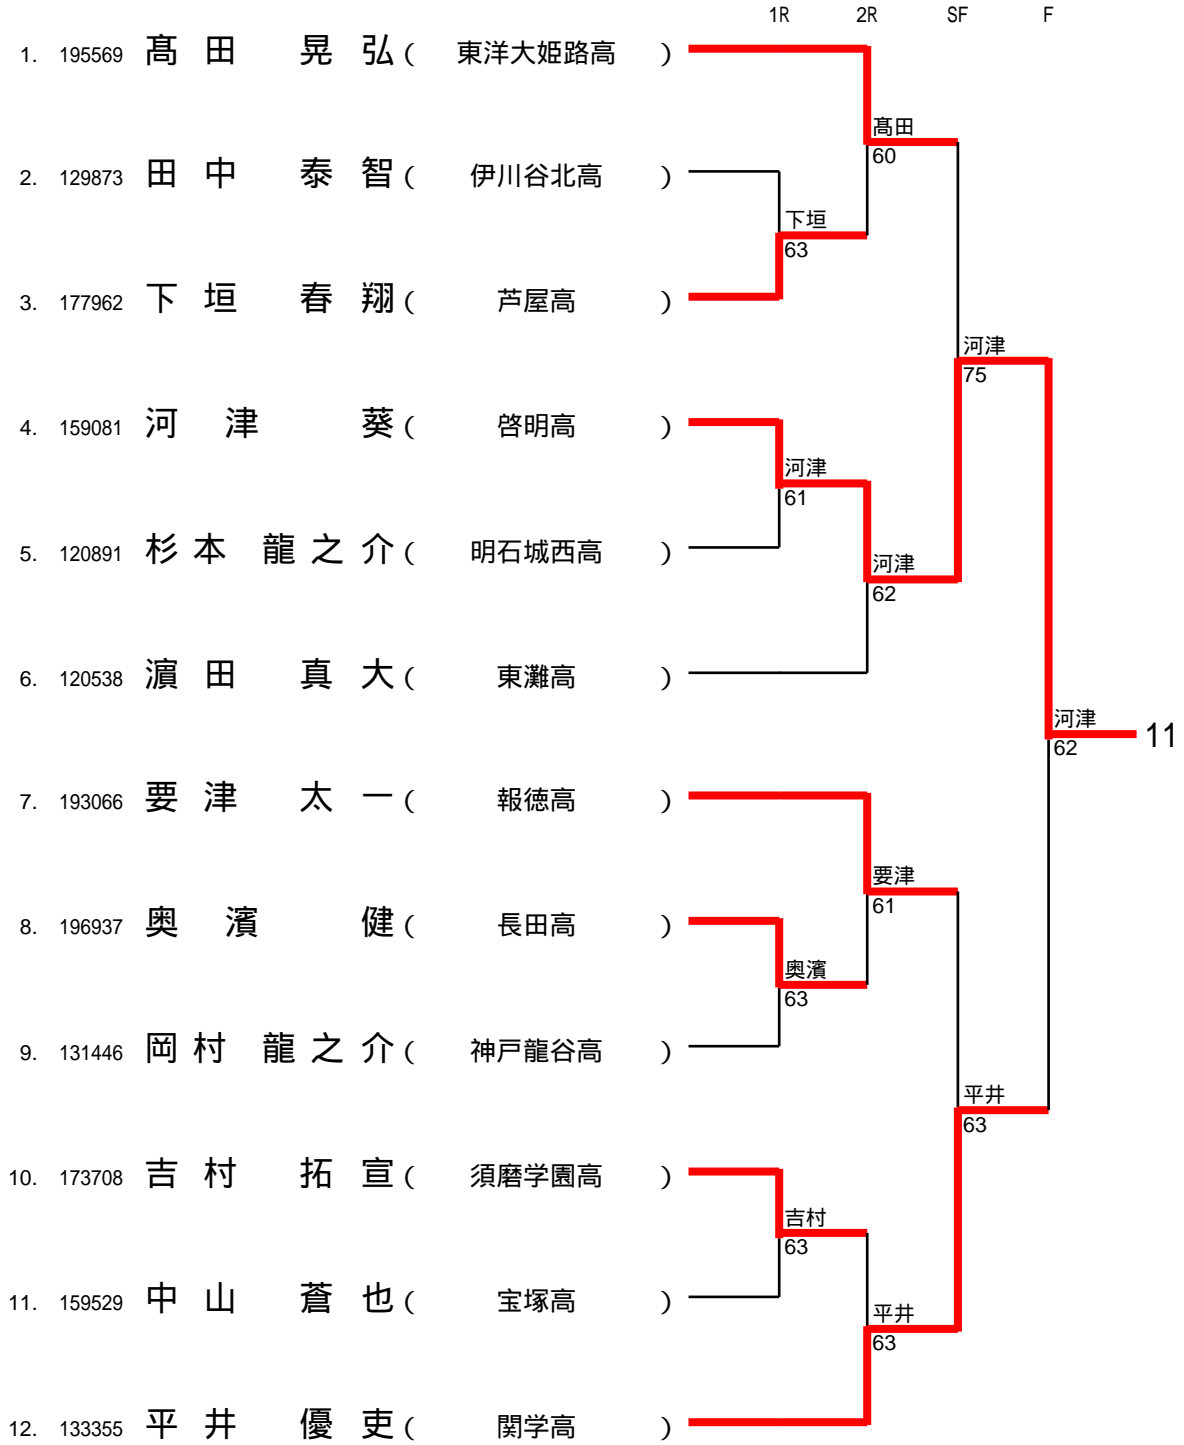 1R 2R SF F
1. 195569 髙田 晃弘 ( 東洋大姫路高 )
髙田
60
2. 129873 田中 泰智 ( 伊川谷北高 )
下垣
63
3. 177962 下垣 春翔 ( 芦屋高 )
河津
75
4. 159081 河津 葵 ( 啓明高 )
河津
61
5. 120891 杉本 龍之介 ( 明石城西高 )
河津
62
6. 120538 濵田 真大 ( 東灘高 )
河津
62
11
7. 193066 要津 太一 ( 報徳高 )
要津
61
8. 196937 奥濱 健 ( 長田高 )
奥濱
63
9. 131446 岡村 龍之介 ( 神戸龍谷高 )
平井
63
10. 173708 吉村 拓宣 ( 須磨学園高 )
吉村
63
11. 159529 中山 蒼也 ( 宝塚高 )
平井
63
12. 133355 平井 優吏 ( 関学高 )